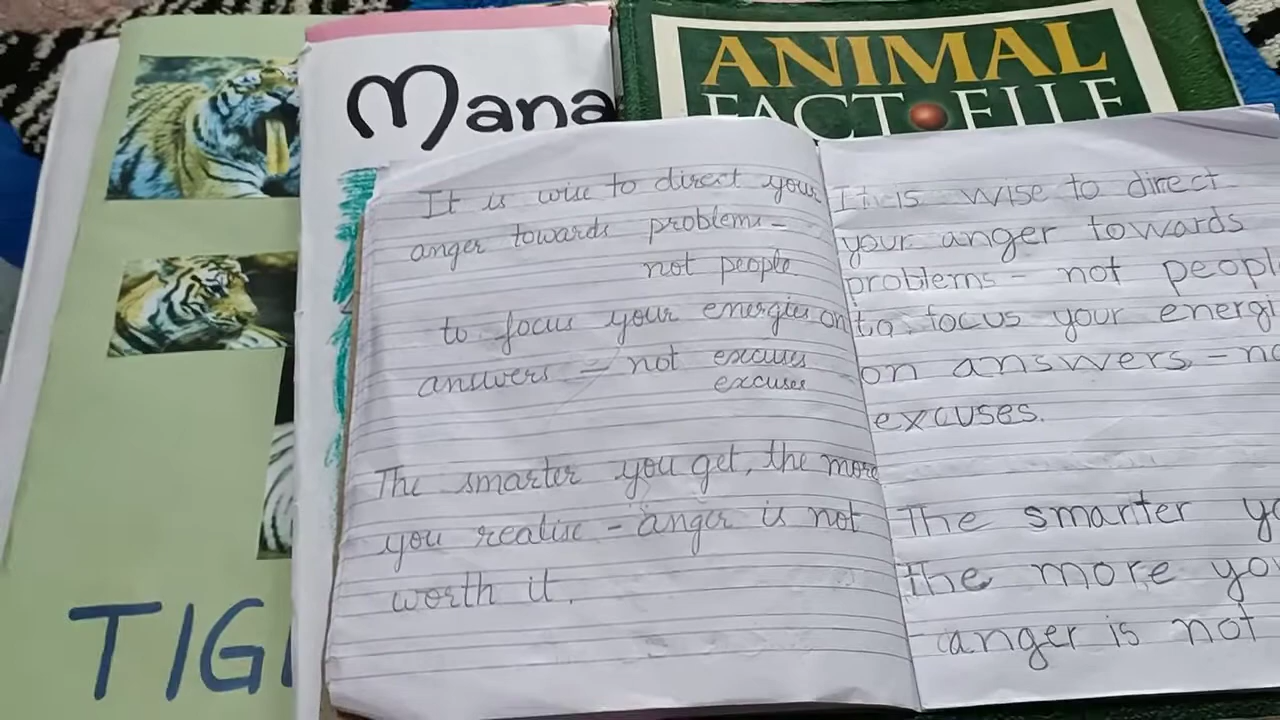 Mana
ANIMAL
FACT FILE
It is wise to direct your
anger towards problems -
not people
to focus your energies on
answers - not excuses
excuses
The smarter you get, the more
you realise - anger is not
worth it.
It is wise to direct
your anger towards
problems - not peopl
to focus your energi
on answers - no
excuses.
The smarter yo
the more you
anger is not
TIG